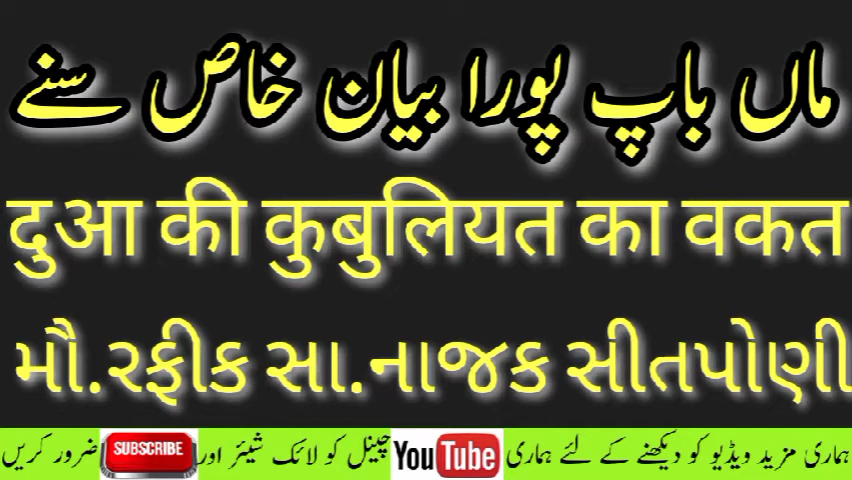 ماں باپ پورا بیان خاص سنے
दुआ की कुबुलियत का वकत
મૌ.રફીક સા.નાજક સીતપોણી
ہماری مزید ویڈیو کو دیکھنے کے لئے ہماری YouTube چینل کو لائک شیئر اور SUBSCRIBE ضرور کریں